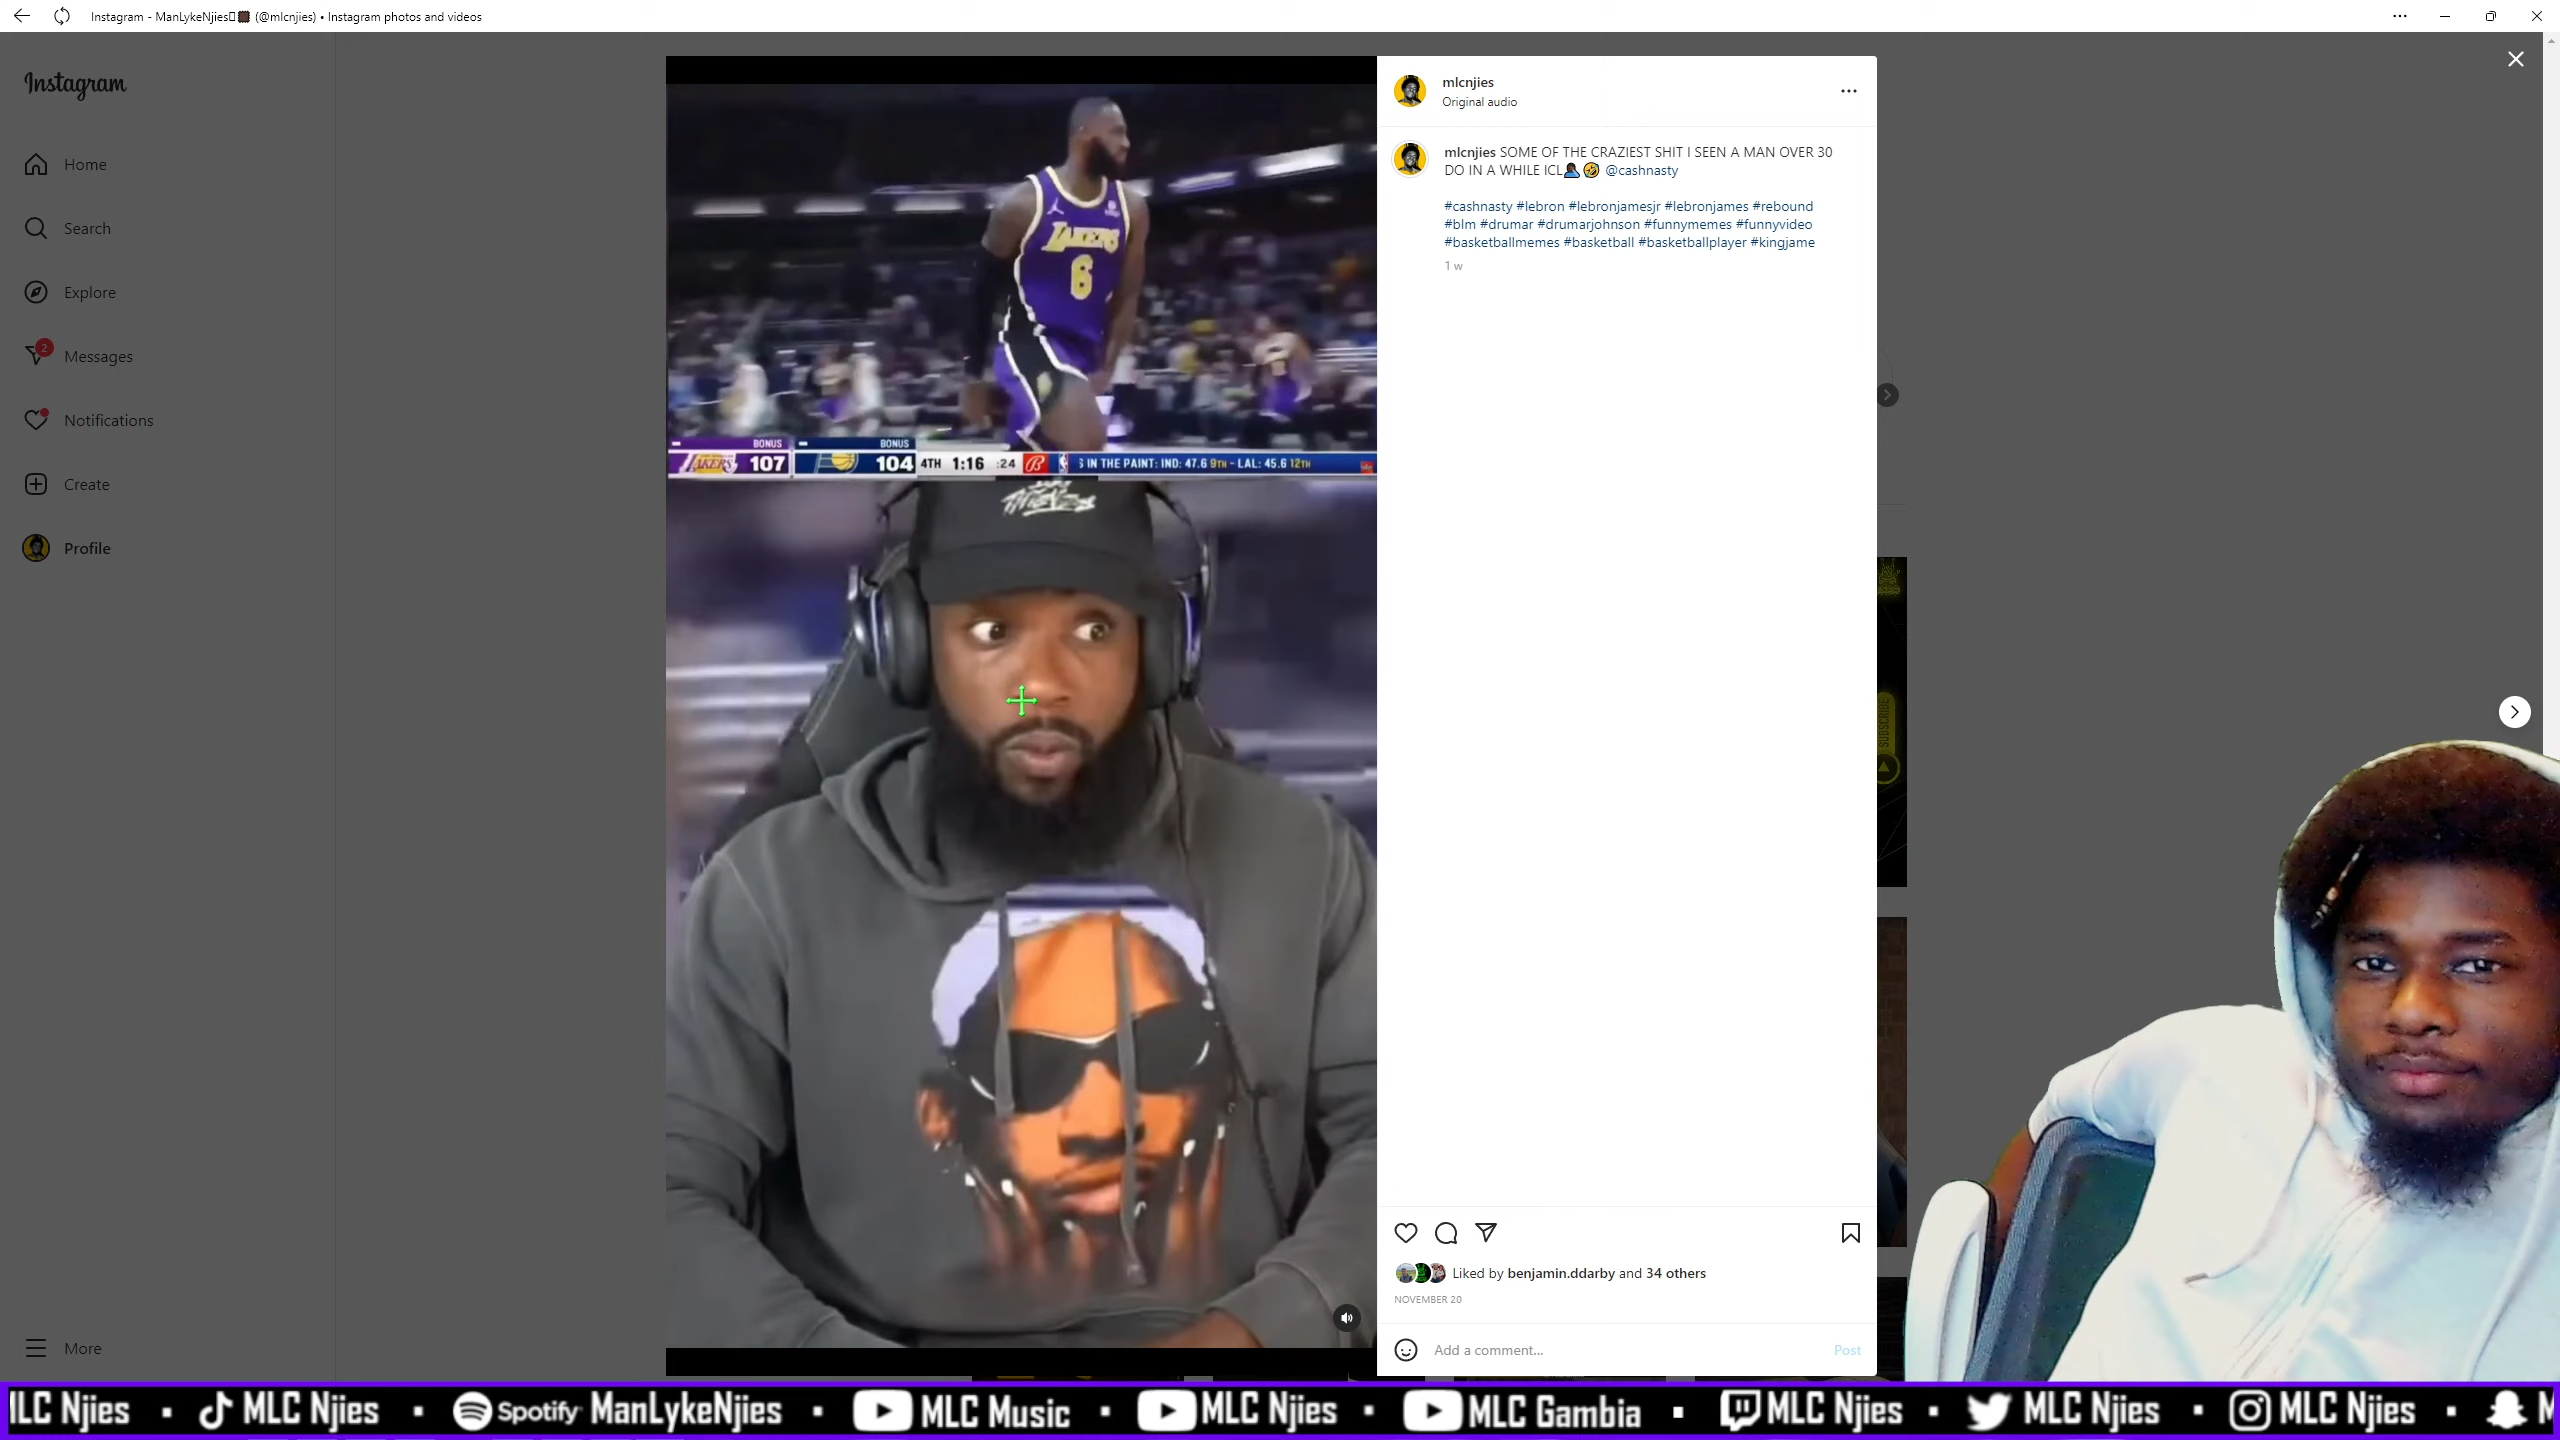 Instagram - ManLykeNjies (@mlcnjies) • Instagram photos and videos
Instagram
Home
Search
Explore
2
Messages
Notifications
Create
Profile
More
LAKERS
6
BONUS
BONUS
LAKERS 107
104 4TH 1:16 :24
S IN THE PAINT: IND: 47.6 9TH - LAL: 45.6 12TH
THIEVES
mlcnjies
Original audio
mlcnjies SOME OF THE CRAZIEST SHIT I SEEN A MAN OVER 30
DO IN A WHILE ICL🤦🏿‍♂️🤣 @cashnasty
#cashnasty #lebron #lebronjamesjr #lebronjames #rebound
#blm #drumar #drumarjohnson #funnymemes #funnyvideo
#basketballmemes #basketball #basketballplayer #kingjame
1 w
Liked by benjamin.ddarby and 34 others
NOVEMBER 20
Add a comment...
Post
SUBSCRIBE
ILC Njies · MLC Njies · Spotify ManLykeNjies · MLC Music · MLC Njies · MLC Gambia · MLC Njies · MLC Njies · MLC Njies · M